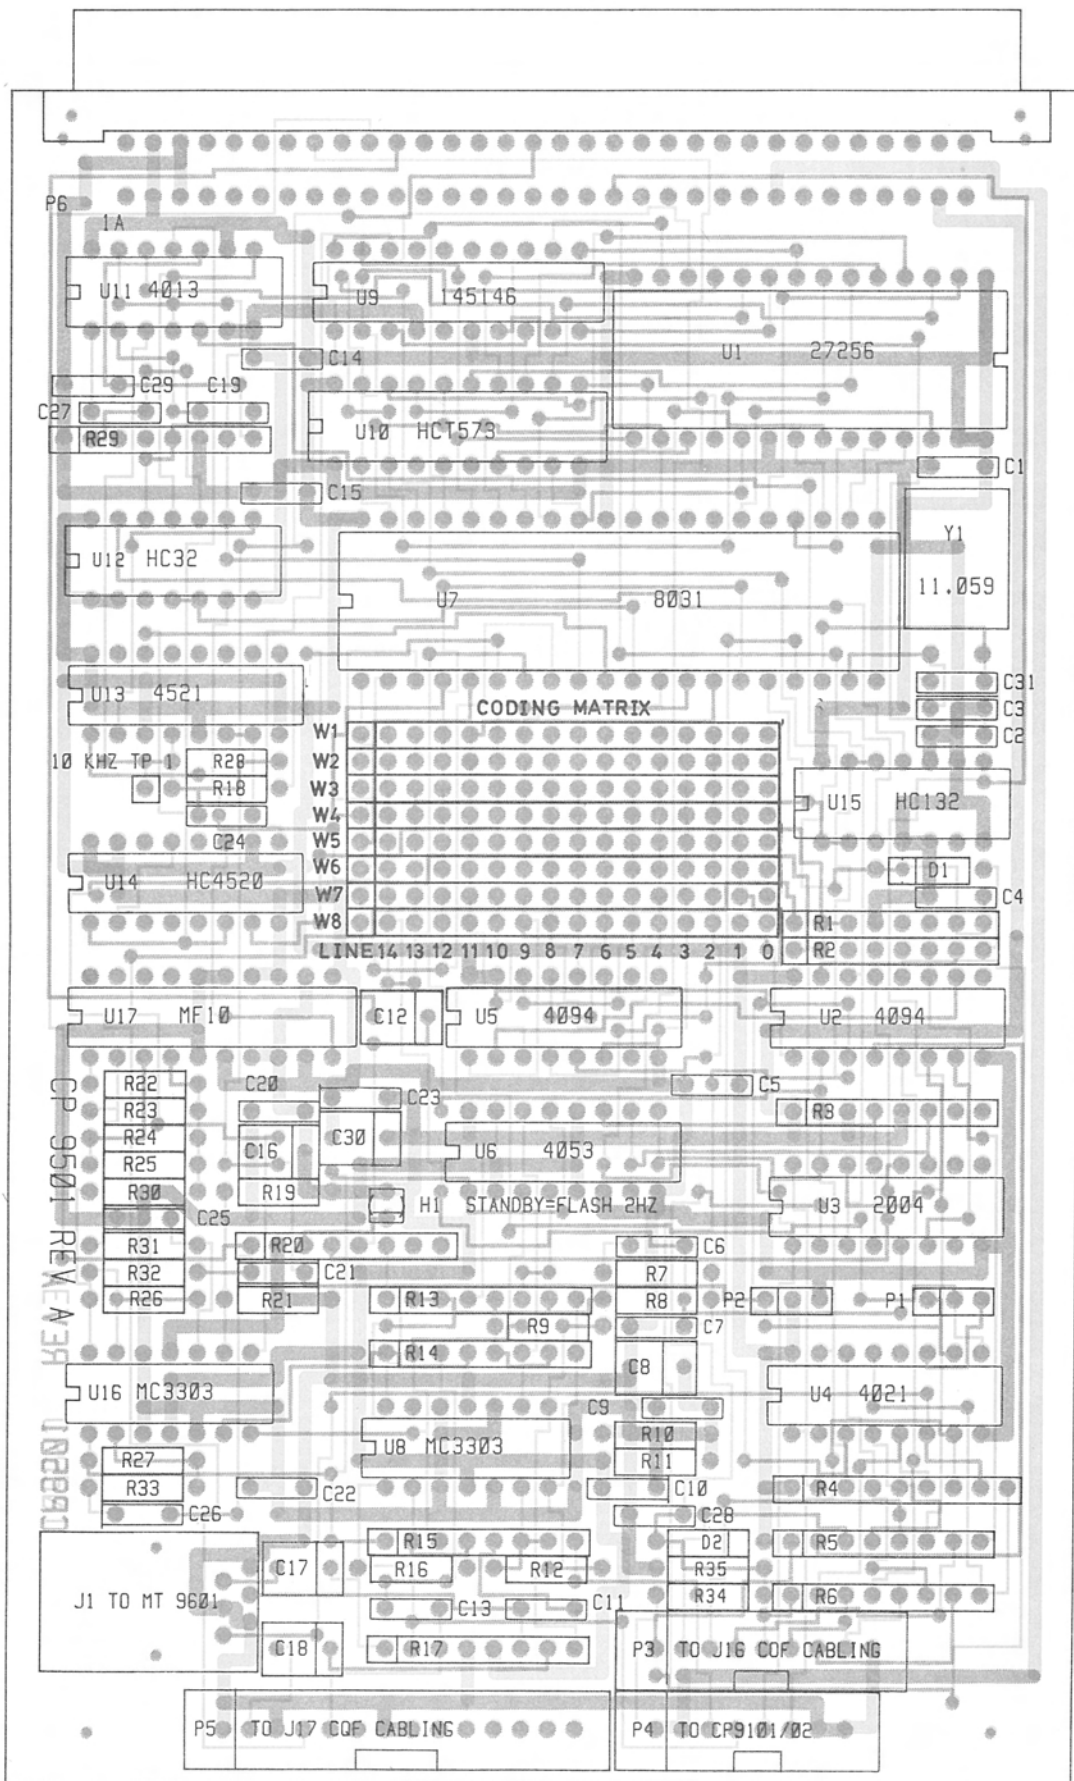 P6
1A
U11 4013
U9 145146
U1 27256
C14
C29 C19
C27
R29
U10 HCT573
C1
C15
Y1
11.059
U12 HC32
U7 8031
U13 4521
C31
C3
C2
CODING MATRIX
W1
W2
W3
W4
W5
W6
W7
W8
LINE 14 13 12 11 10 9 8 7 6 5 4 3 2 1 0
10 KHZ TP 1
R28
R18
C24
U15 HC132
U14 HC4520
D1
C4
R1
R2
U17 MF10
C12
U5 4094
U2 4094
R22
R23
R24
R25
R30
C25
R31
R32
R26
C20
C23
C5
R3
C16
C30
U6 4053
R19
H1 STANDBY=FLASH 2HZ
U3 2004
CP 9501 REV A
R20
C6
C21
R7
R21
R13
R8
P2
P1
R9
C7
R14
C8
U16 MC3303
U4 4021
C9
U8 MC3303
R10
R11
R27
R33
C26
C22
C10
R4
C28
R15
D2
R5
C17
R16
R12
R35
R34
R6
J1 TO MT 9601
C13
C11
C18
R17
P3 TO J16 COF CABLING
P5 TO J17 COF CABLING
P4 TO CP9101/02